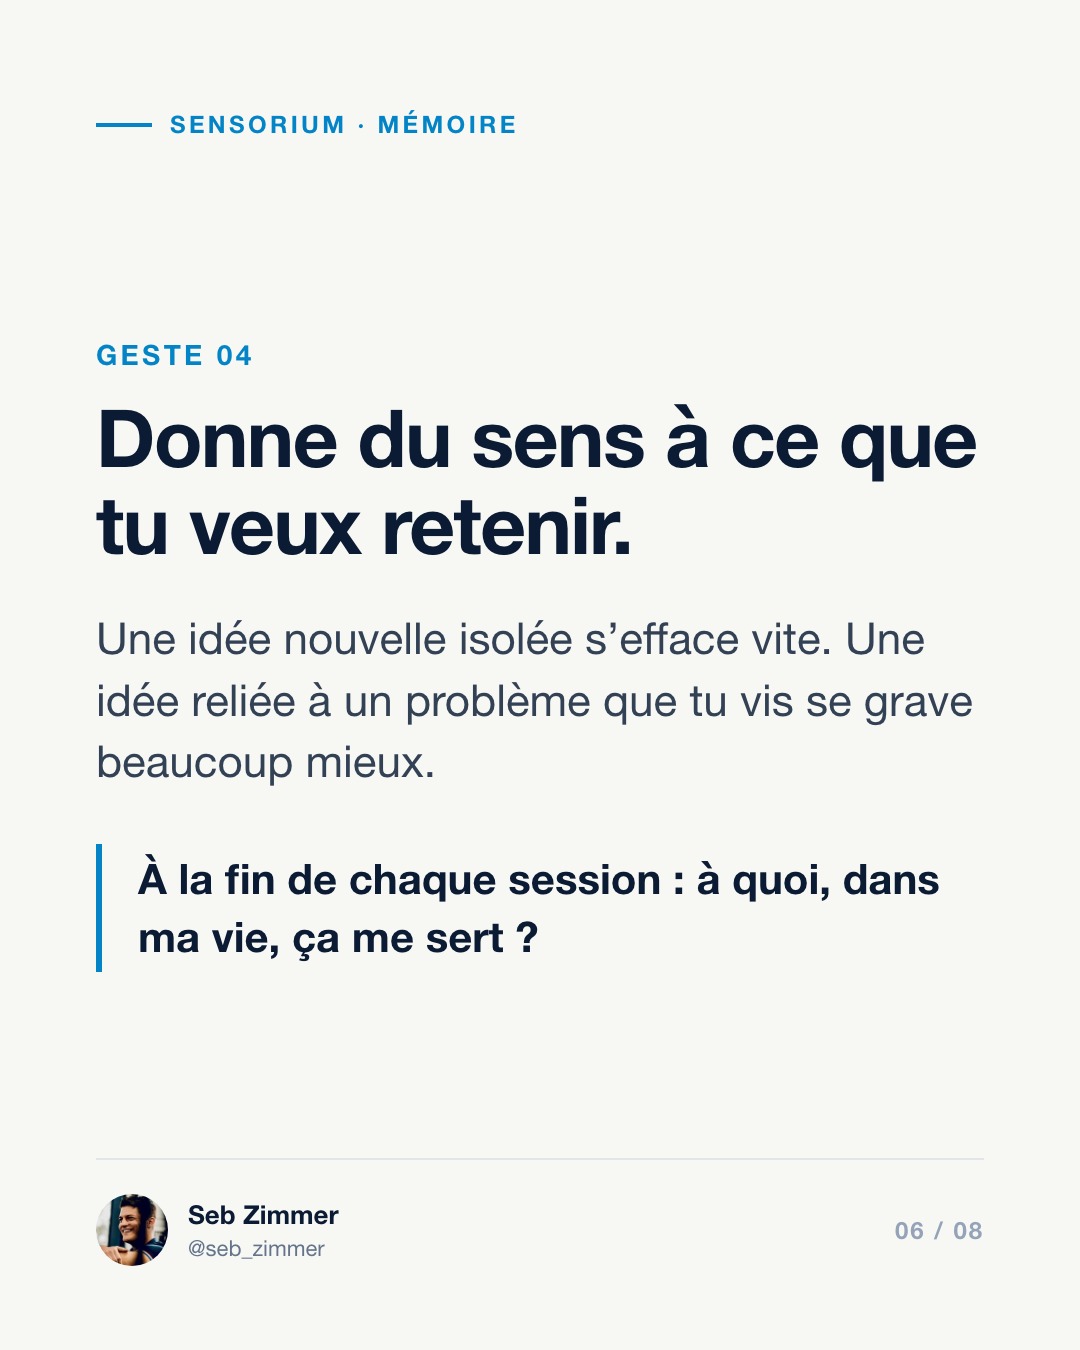 SENSORIUM · MÉMOIRE
GESTE 04
Donne du sens à ce que
tu veux retenir.
Une idée nouvelle isolée s’efface vite. Une
idée reliée à un problème que tu vis se grave
beaucoup mieux.
À la fin de chaque session : à quoi, dans
ma vie, ça me sert ?
Seb Zimmer
@seb_zimmer
06 / 08